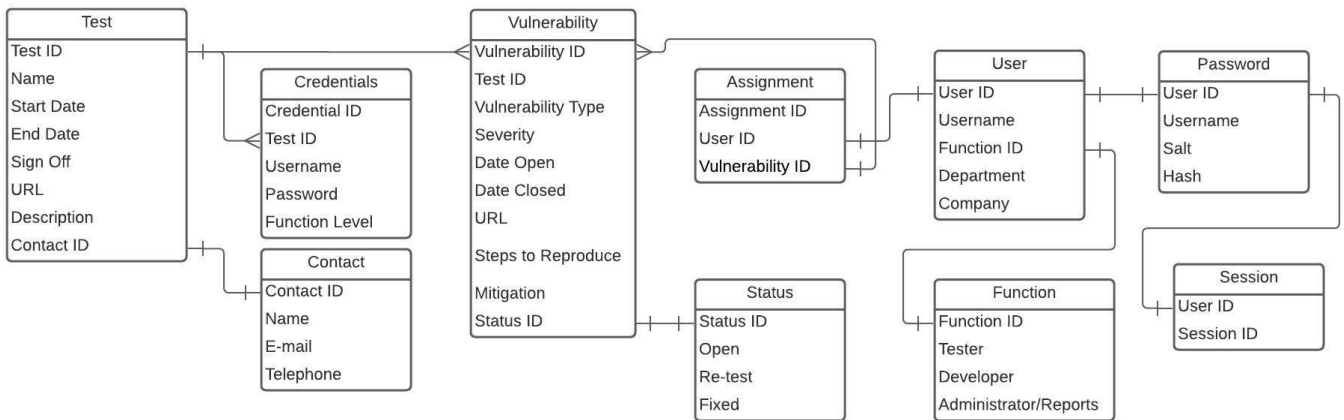 Test
Test ID
Name
Start Date
End Date
Sign Off
URL
Description
Contact ID
Credentials
Credential ID
Test ID
Username
Password
Function Level
Contact
Contact ID
Name
E-mail
Telephone
Vulnerability
Vulnerability ID
Test ID
Vulnerability Type
Severity
Date Open
Date Closed
URL
Steps to Reproduce
Mitigation
Status ID
Assignment
Assignment ID
User ID
Vulnerability ID
Status
Status ID
Open
Re-test
Fixed
User
User ID
Username
Function ID
Department
Company
Function
Function ID
Tester
Developer
Administrator/Reports
Password
User ID
Username
Salt
Hash
Session
User ID
Session ID